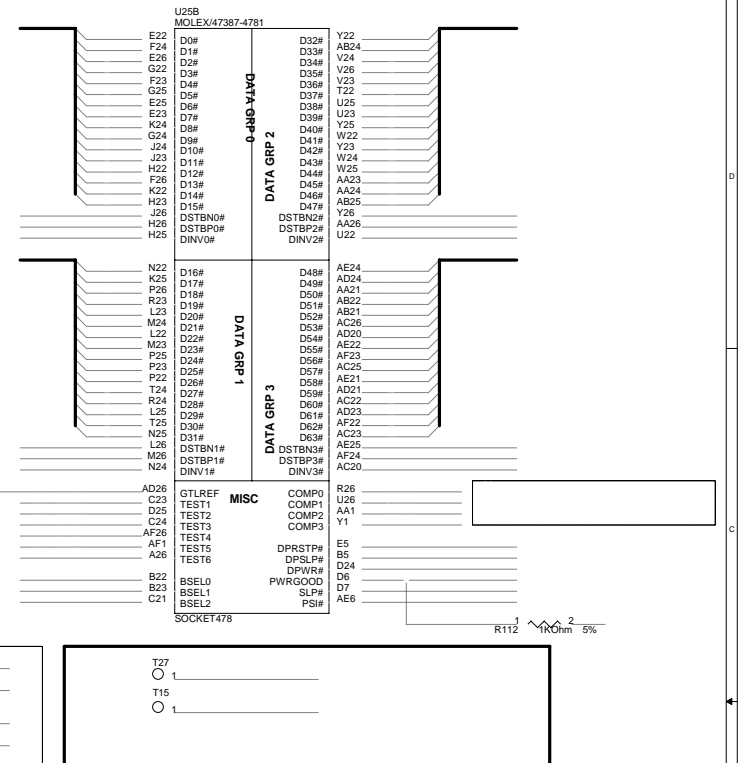 U25B
MOLEX/47387-4781
E22 D0# D32# Y22
F24 D1# D33# AB24
E26 D2# D34# V24
G22 D3# D35# V26
F23 D4# D36# V23
G25 D5# D37# T22
E25 D6# D38# U25
E23 D7# D39# U23
K24 D8# D40# Y25
G24 D9# D41# W22
J24 D10# D42# Y23
J23 D11# D43# W24
H22 D12# D44# W25
F26 D13# D45# AA23
K22 D14# D46# AA24
H23 D15# D47# AB25
J26 DSTBN0# DSTBN2# Y26
H26 DSTBP0# DSTBP2# AA26
H25 DINV0# DINV2# U22
DATA GRP 0
DATA GRP 2
N22 D16# D48# AE24
K25 D17# D49# AD24
P26 D18# D50# AA21
R23 D19# D51# AB22
L23 D20# D52# AB21
M24 D21# D53# AC26
L22 D22# D54# AD20
M23 D23# D55# AE22
P25 D24# D56# AF23
P23 D25# D57# AC25
P22 D26# D58# AE21
T24 D27# D59# AD21
R24 D28# D60# AC22
L25 D29# D61# AD23
T25 D30# D62# AF22
N25 D31# D63# AC23
L26 DSTBN1# DSTBN3# AE25
M26 DSTBP1# DSTBP3# AF24
N24 DINV1# DINV3# AC20
DATA GRP 1
DATA GRP 3
AD26 GTLREF MISC COMP0 R26
C23 TEST1 COMP1 U26
D25 TEST2 COMP2 AA1
C24 TEST3 COMP3 Y1
AF26 TEST4
AF1 TEST5 DPRSTP# E5
A26 TEST6 DPSLP# B5
DPWR# D24
B22 BSEL0 PWRGOOD D6
B23 BSEL1 SLP# D7
C21 BSEL2 PSI# AE6
SOCKET478
1 2
R112 1KOhm 5%
T27
1
T15
1
D
C